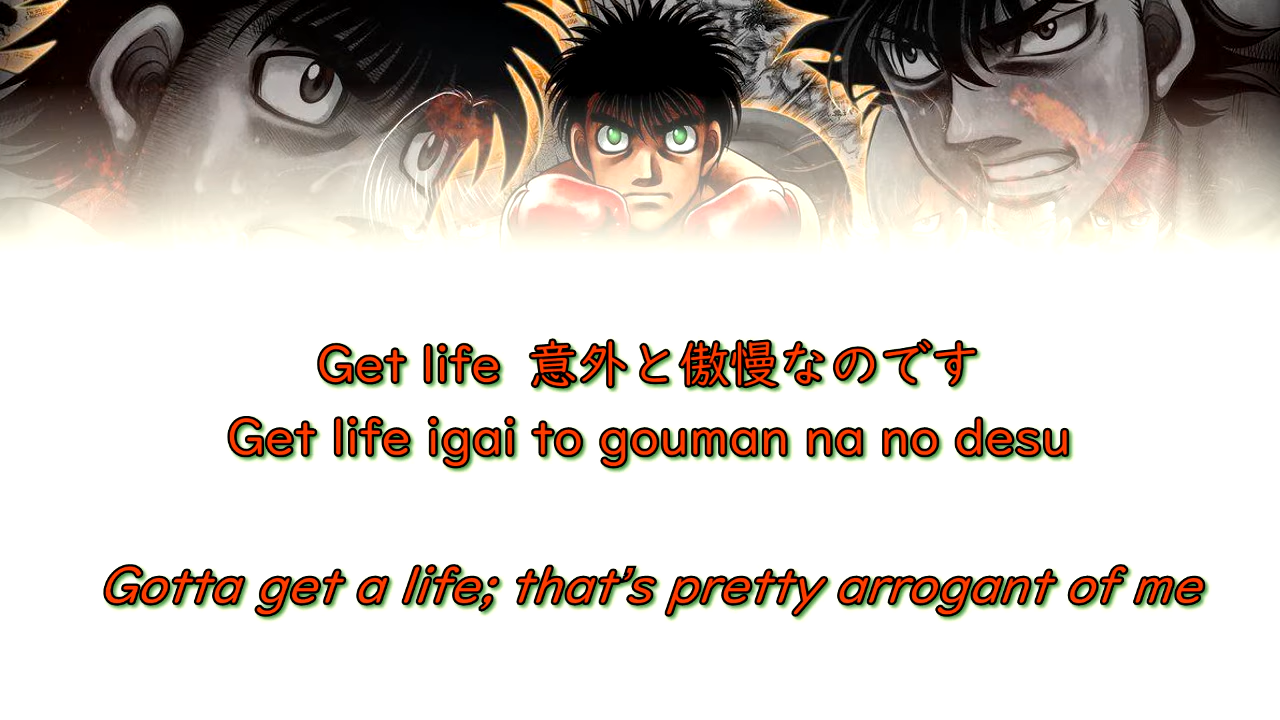 Get life 意外と傲慢なのです
Get life igai to gouman na no desu
Gotta get a life; that's pretty arrogant of me